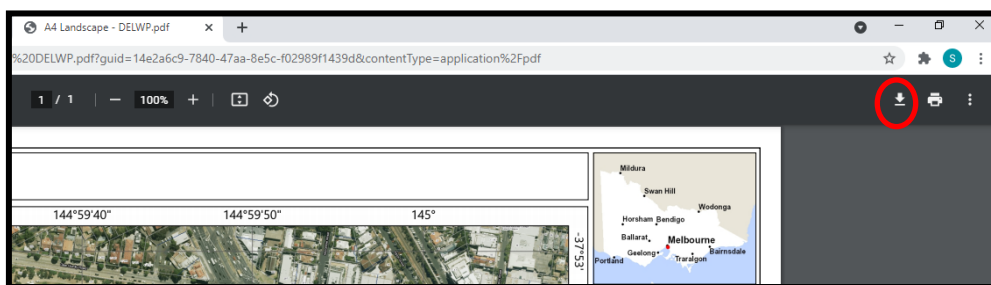 A4 Landscape - DELWP.pdf
%20DELWP.pdf?guid=14e2a6c9-7840-47aa-8e5c-f02989f1439d&contentType=application%2Fpdf
S
1 / 1 | — 100% + |
Mildura
Swan Hill
Wodonga
Horsham Bendigo
Ballarat
Melbourne
Bairnsdale
Geelong
Portland
Traralgon
144°59'40" 144°59'50" 145°
-37°53'